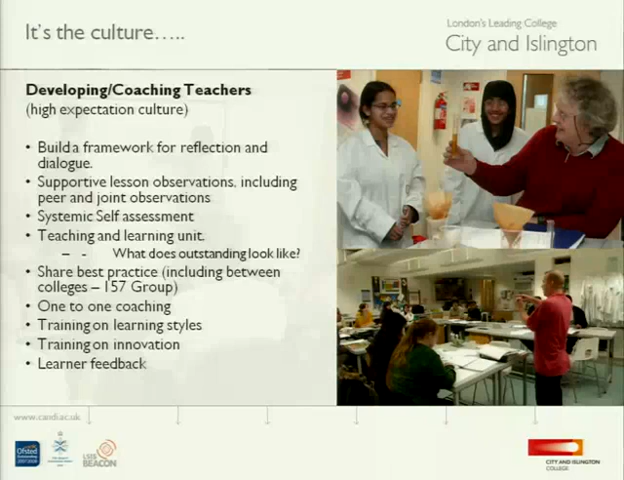 It's the culture…..
London's Leading College
City and Islington
Developing/Coaching Teachers
(high expectation culture)
• Build a framework for reflection and
dialogue.
• Supportive lesson observations, including
peer and joint observations
• Systemic Self assessment
• Teaching and learning unit.
– - What does outstanding look like?
• Share best practice (including between
colleges – 157 Group)
• One to one coaching
• Training on learning styles
• Training on innovation
• Learner feedback
www.candi.ac.uk
Ofsted
LSIS
BEACON
CITY AND ISLINGTON
COLLEGE